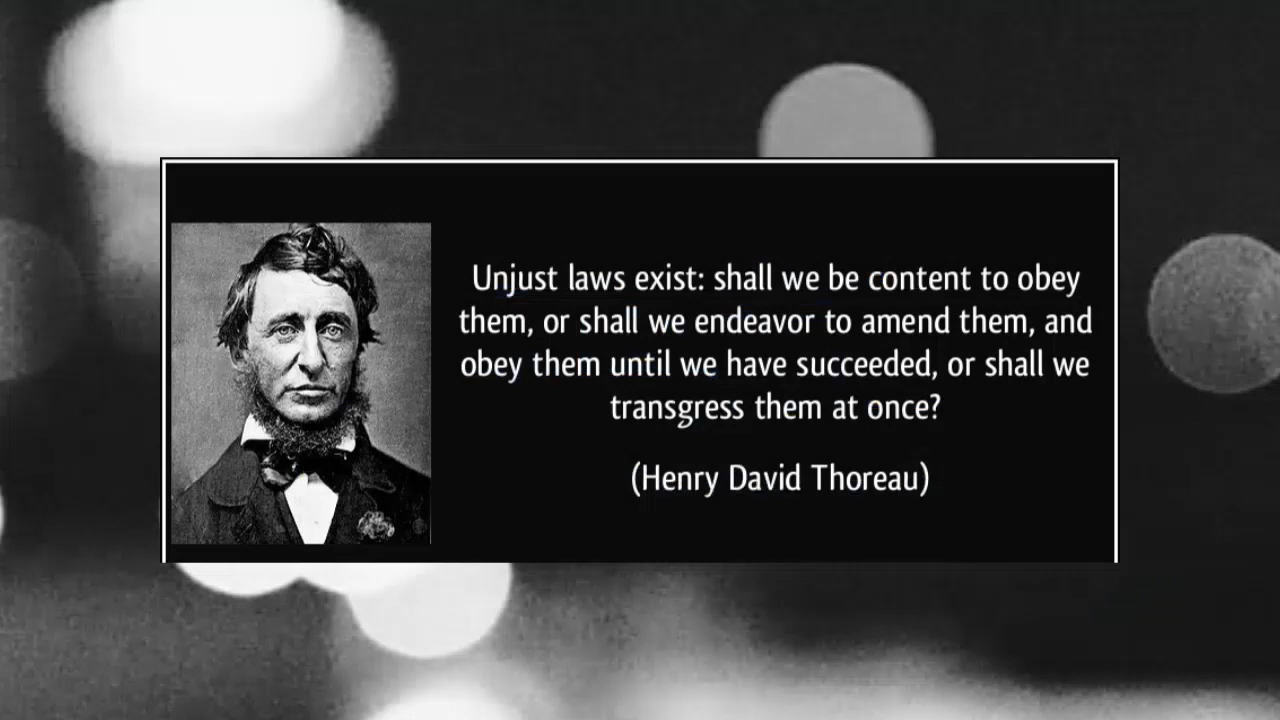 Unjust laws exist: shall we be content to obey
them, or shall we endeavor to amend them, and
obey them until we have succeeded, or shall we
transgress them at once?
(Henry David Thoreau)